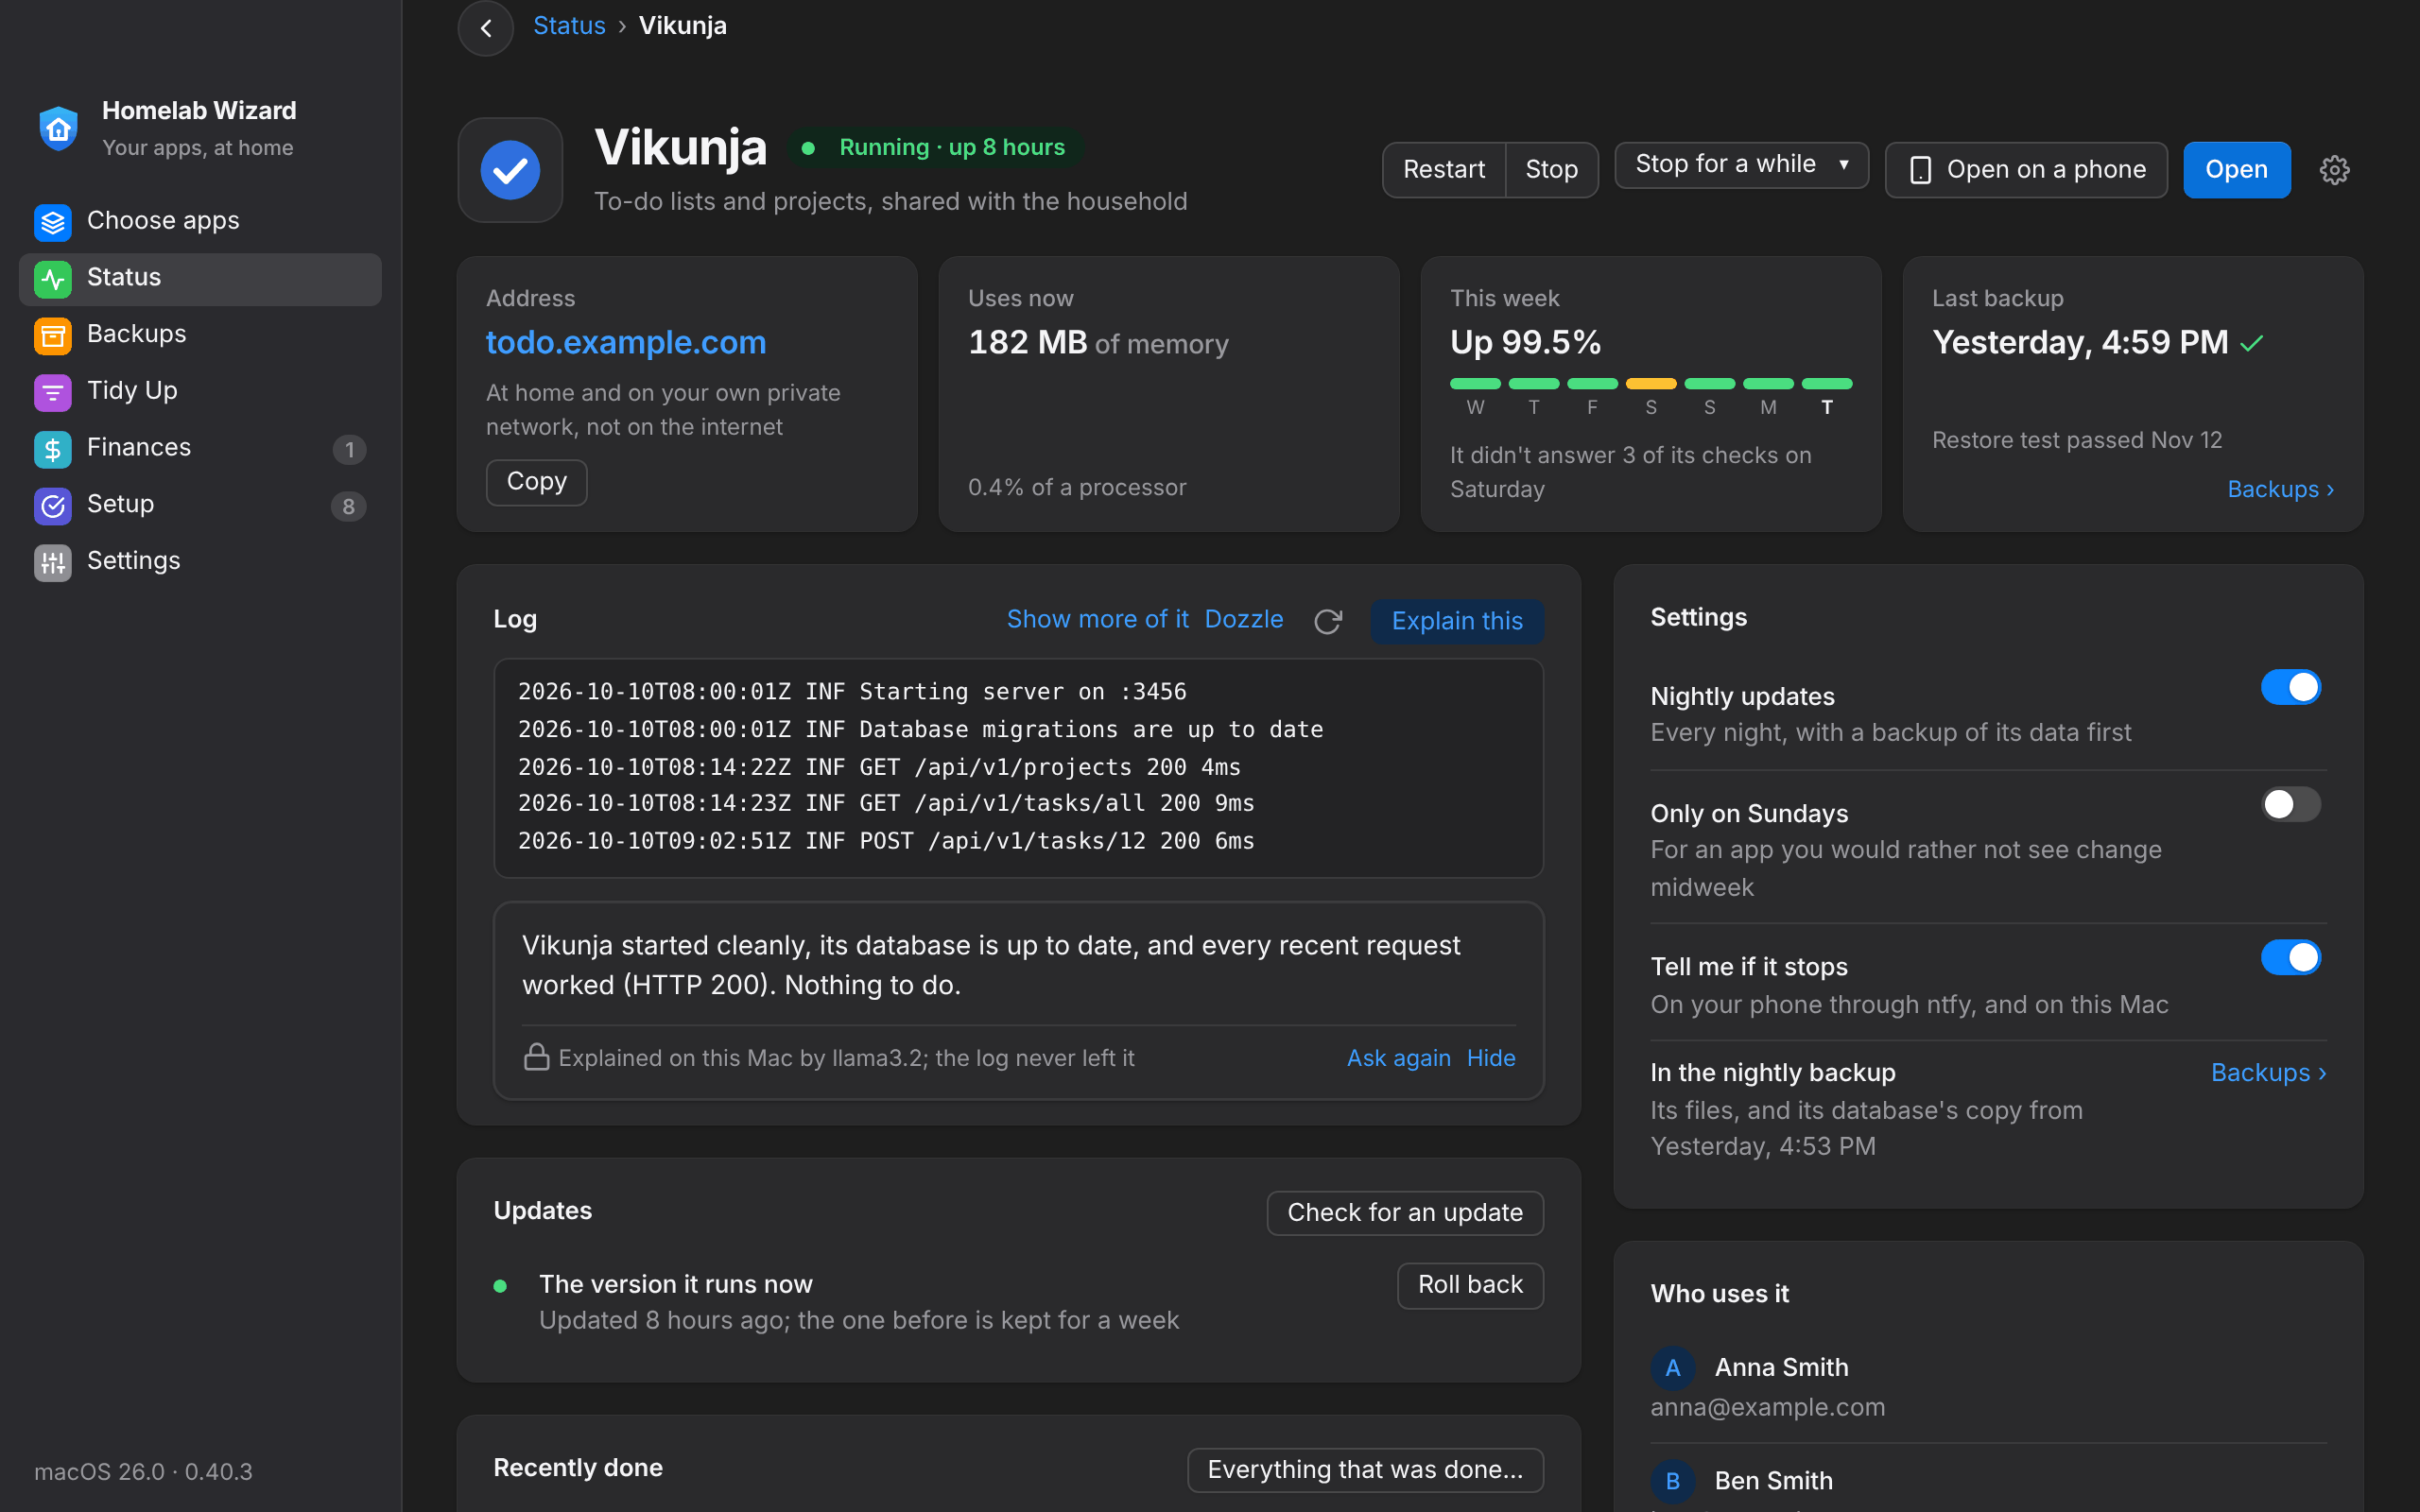 Homelab Wizard
Your apps, at home
Choose apps
Status
Backups
Tidy Up
Finances 1
Setup 8
Settings
macOS 26.0 · 0.40.3
Status › Vikunja
Vikunja
Running · up 8 hours
To-do lists and projects, shared with the household
Restart
Stop
Stop for a while
Open on a phone
Open
Address
todo.example.com
At home and on your own private
network, not on the internet
Copy
Uses now
182 MB of memory
0.4% of a processor
This week
Up 99.5%
W T F S S M T
It didn't answer 3 of its checks on
Saturday
Last backup
Yesterday, 4:59 PM
Restore test passed Nov 12
Backups ›
Log
Show more of it
Dozzle
Explain this
2026-10-10T08:00:01Z INF Starting server on :3456
2026-10-10T08:00:01Z INF Database migrations are up to date
2026-10-10T08:14:22Z INF GET /api/v1/projects 200 4ms
2026-10-10T08:14:23Z INF GET /api/v1/tasks/all 200 9ms
2026-10-10T09:02:51Z INF POST /api/v1/tasks/12 200 6ms
Vikunja started cleanly, its database is up to date, and every recent request
worked (HTTP 200). Nothing to do.
Explained on this Mac by llama3.2; the log never left it
Ask again
Hide
Updates
Check for an update
The version it runs now
Updated 8 hours ago; the one before is kept for a week
Roll back
Recently done
Everything that was done...
Settings
Nightly updates
Every night, with a backup of its data first
Only on Sundays
For an app you would rather not see change
midweek
Tell me if it stops
On your phone through ntfy, and on this Mac
In the nightly backup
Backups ›
Its files, and its database's copy from
Yesterday, 4:53 PM
Who uses it
A Anna Smith
anna@example.com
B Ben Smith